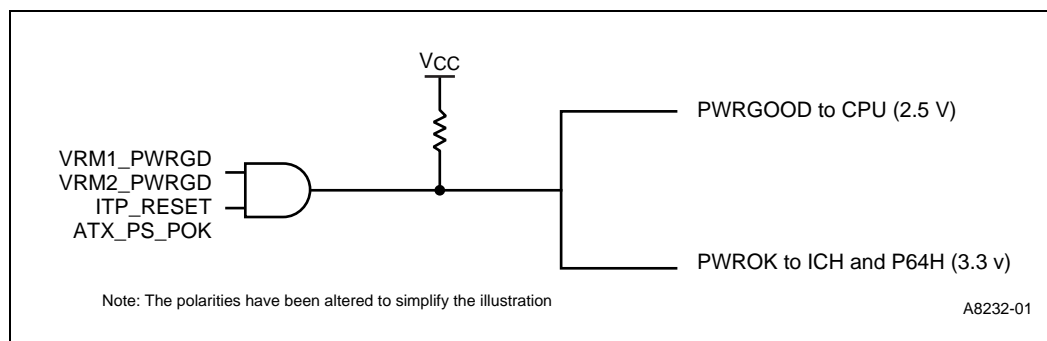 VCC
PWRGOOD to CPU (2.5 V)
VRM1_PWRGD
VRM2_PWRGD
ITP_RESET
ATX_PS_POK
PWROK to ICH and P64H (3.3 v)
Note: The polarities have been altered to simplify the illustration
A8232-01